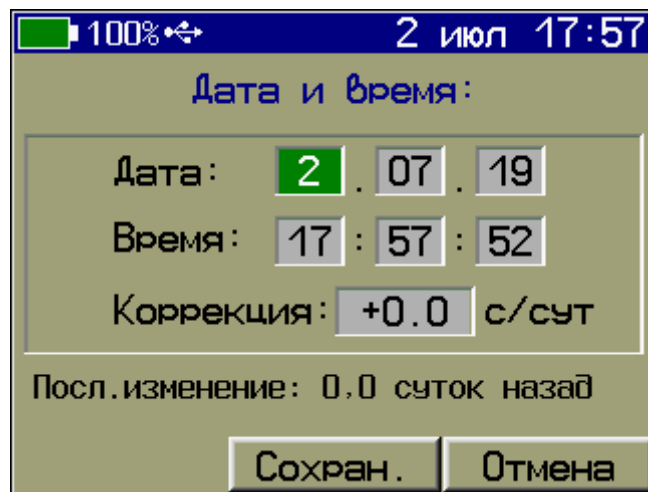 100% 2 июл 17:57
Дата и время:
Дата: 2 . 07 . 19
Время: 17 : 57 : 52
Коррекция: +0.0 с/сут
Посл.изменение: 0,0 суток назад
Сохран. Отмена